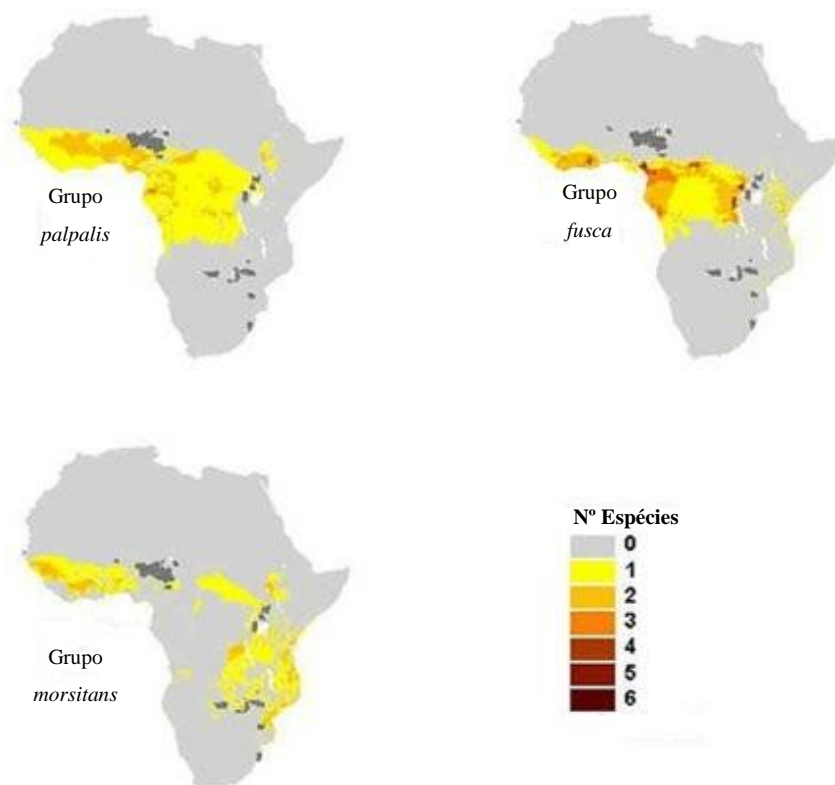 Grupo
palpalis
Grupo
fusca
Grupo
morsitans
Nº Espécies
0
1
2
3
4
5
6